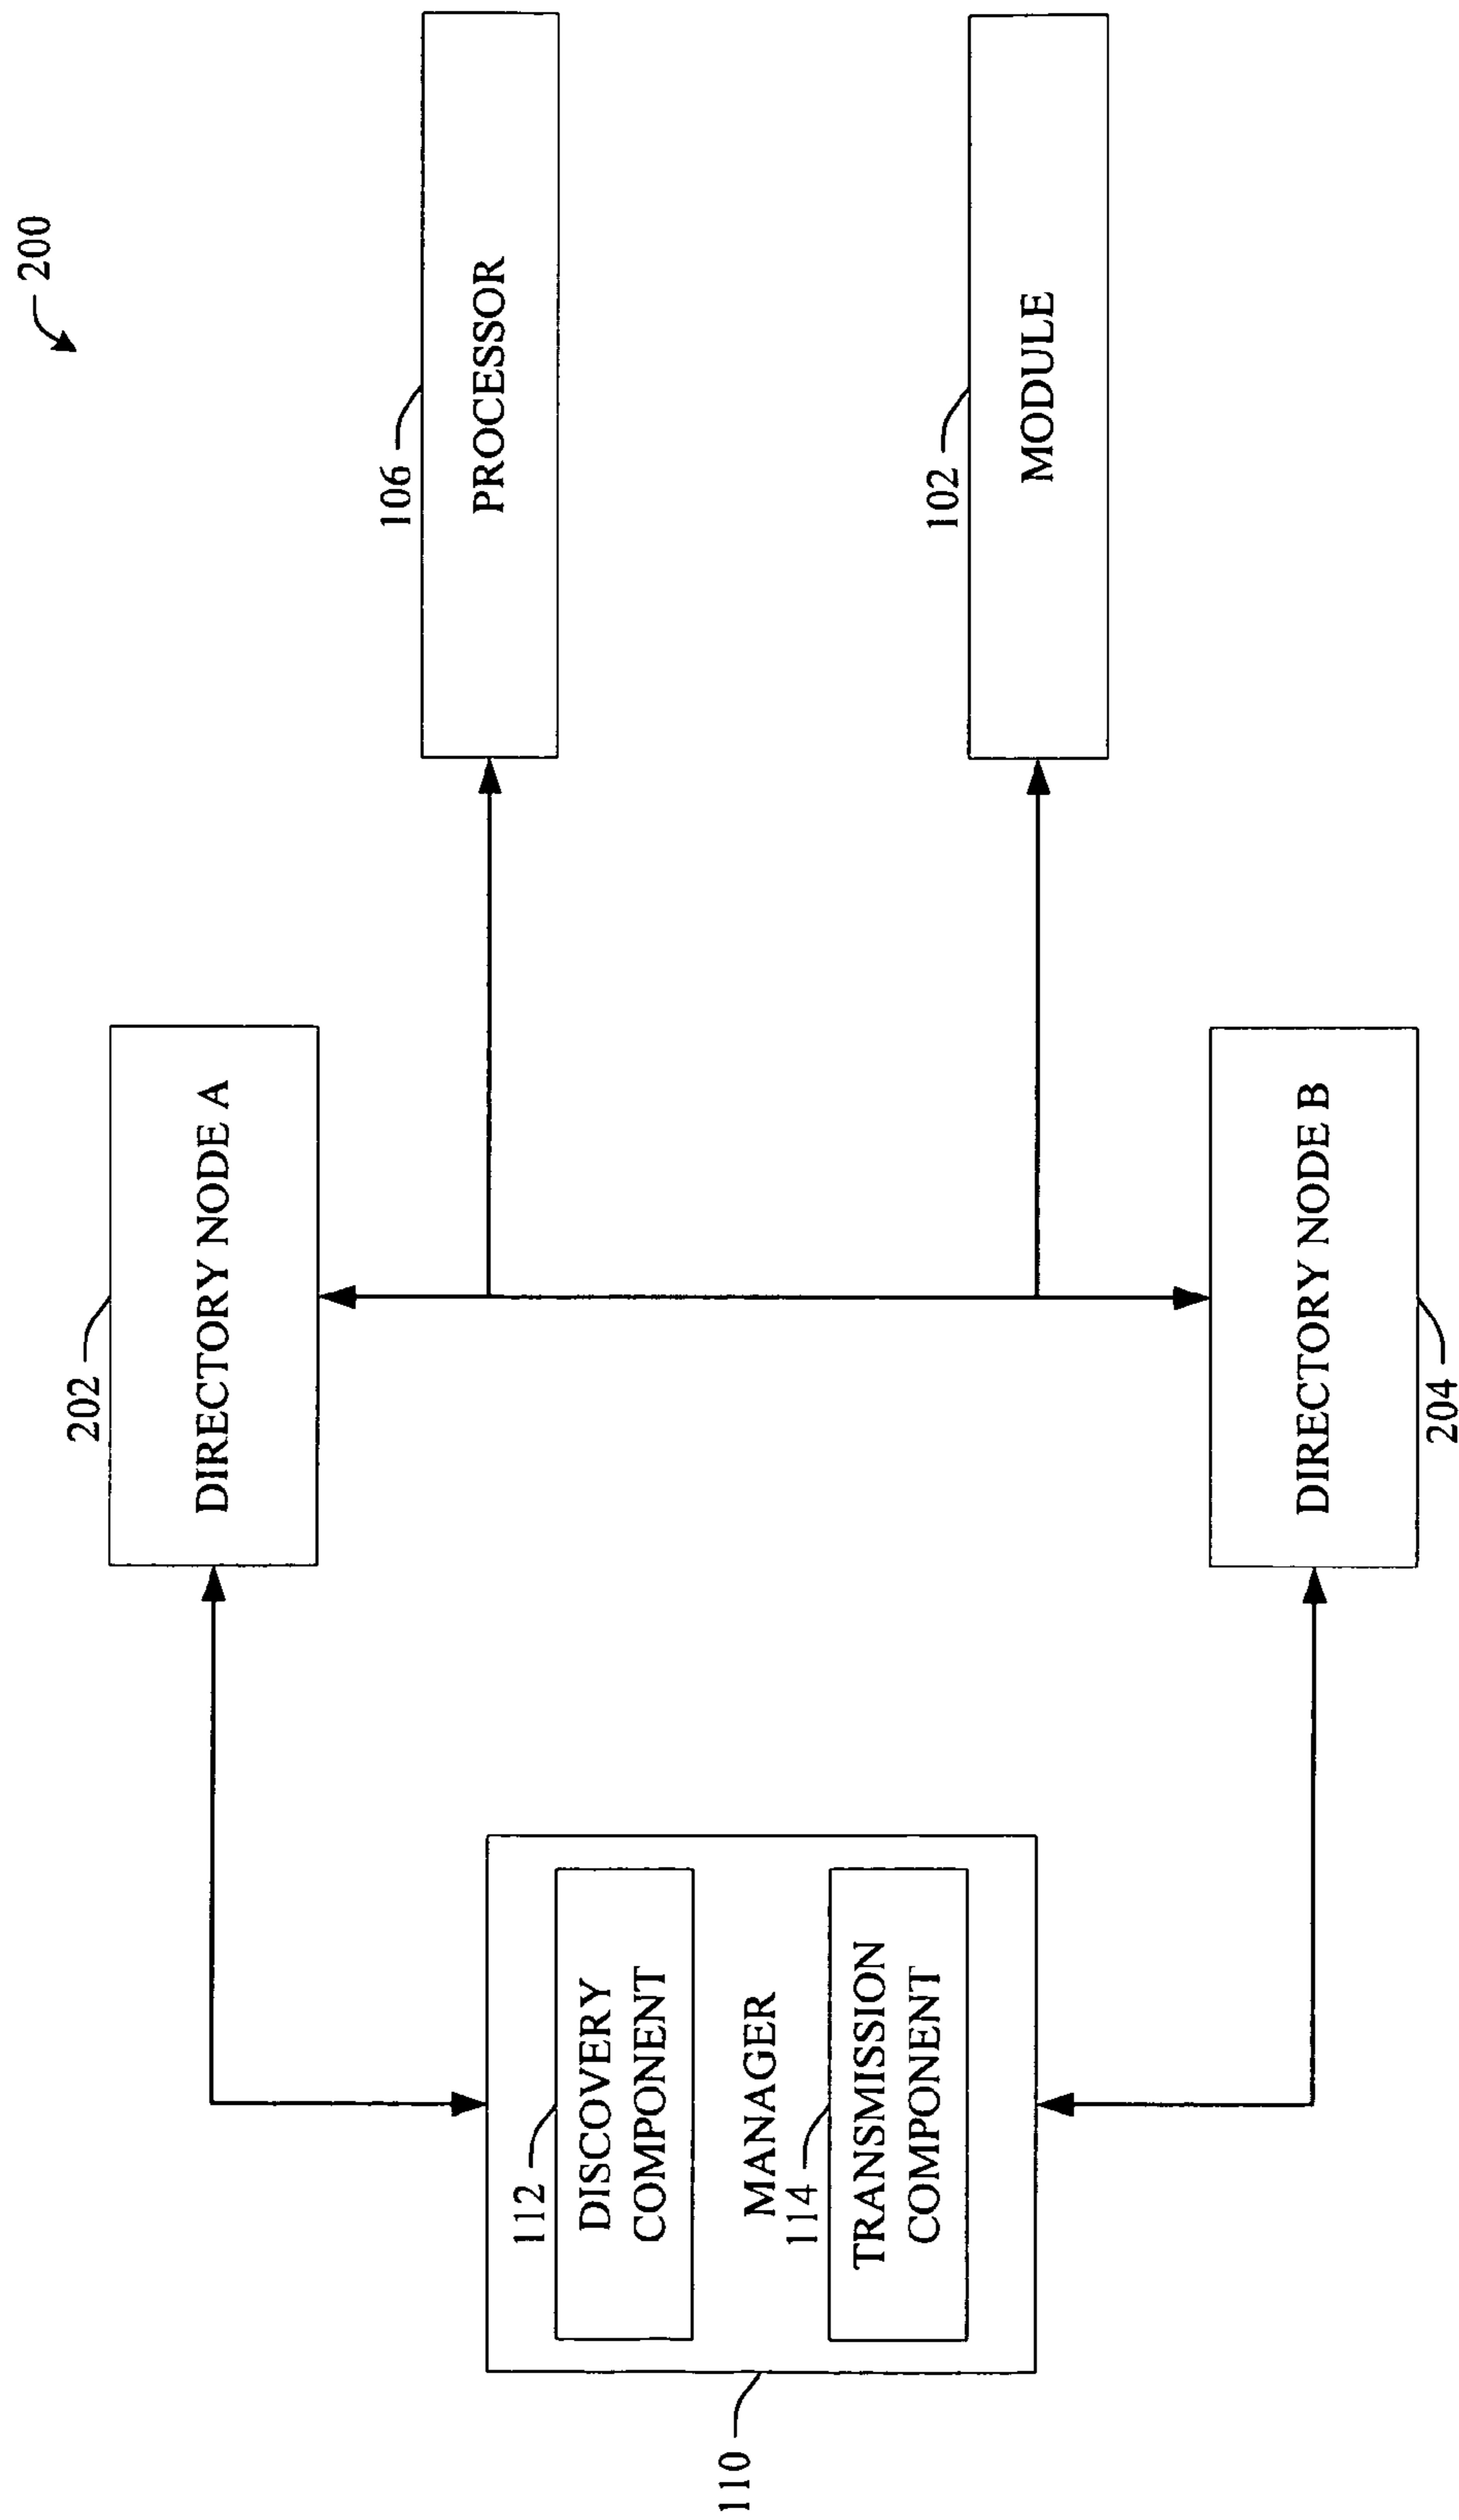 200
202
DIRECTORY NODE A
106
PROCESSOR
112
DISCOVERY
COMPONENT
110
MANAGER
114
TRANSMISSION
COMPONENT
102
MODULE
DIRECTORY NODE B
204